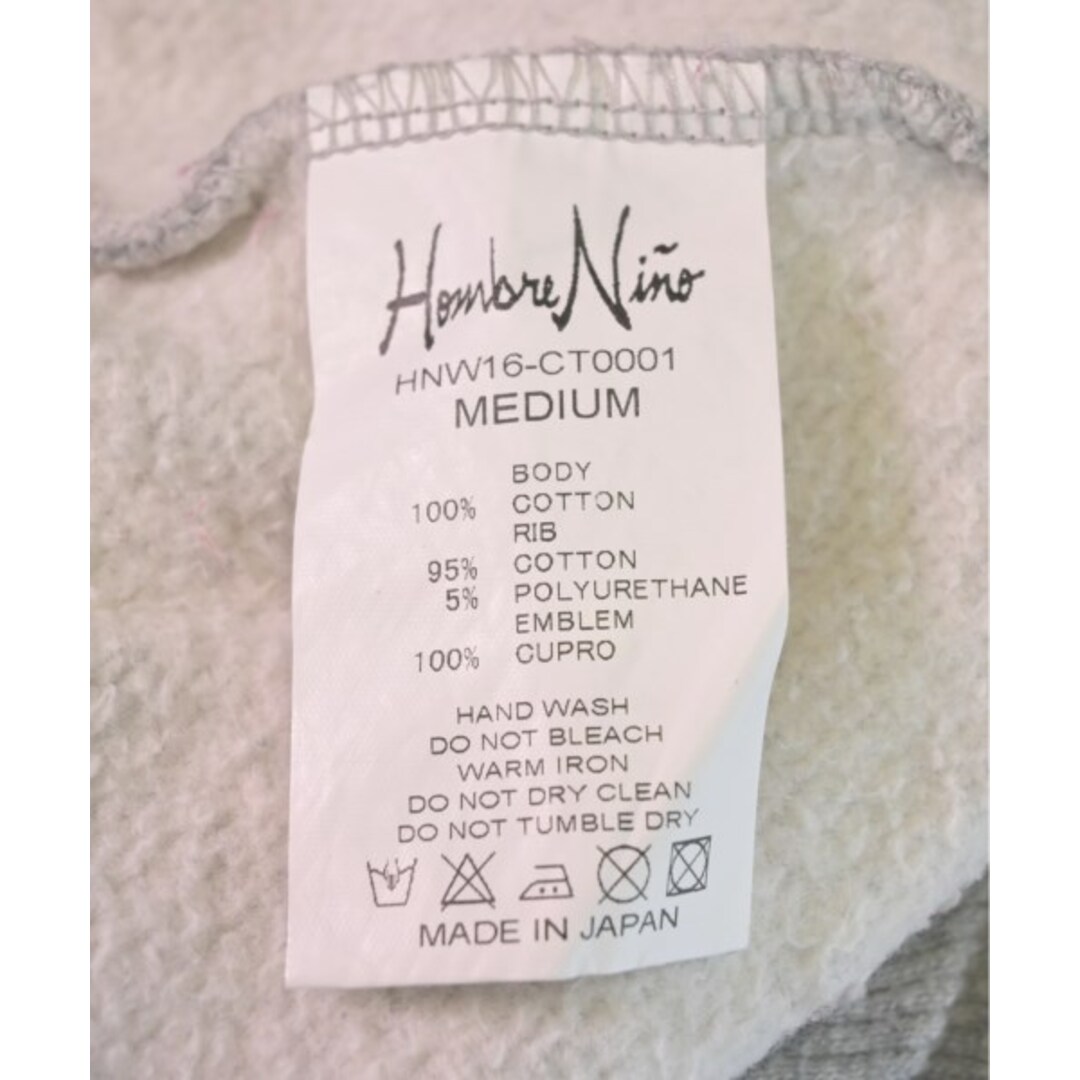 Hombre Niño
HNW16-CT0001
MEDIUM
BODY
100% COTTON
RIB
95% COTTON
5% POLYURETHANE
EMBLEM
100% CUPRO
HAND WASH
DO NOT BLEACH
WARM IRON
DO NOT DRY CLEAN
DO NOT TUMBLE DRY
MADE IN JAPAN